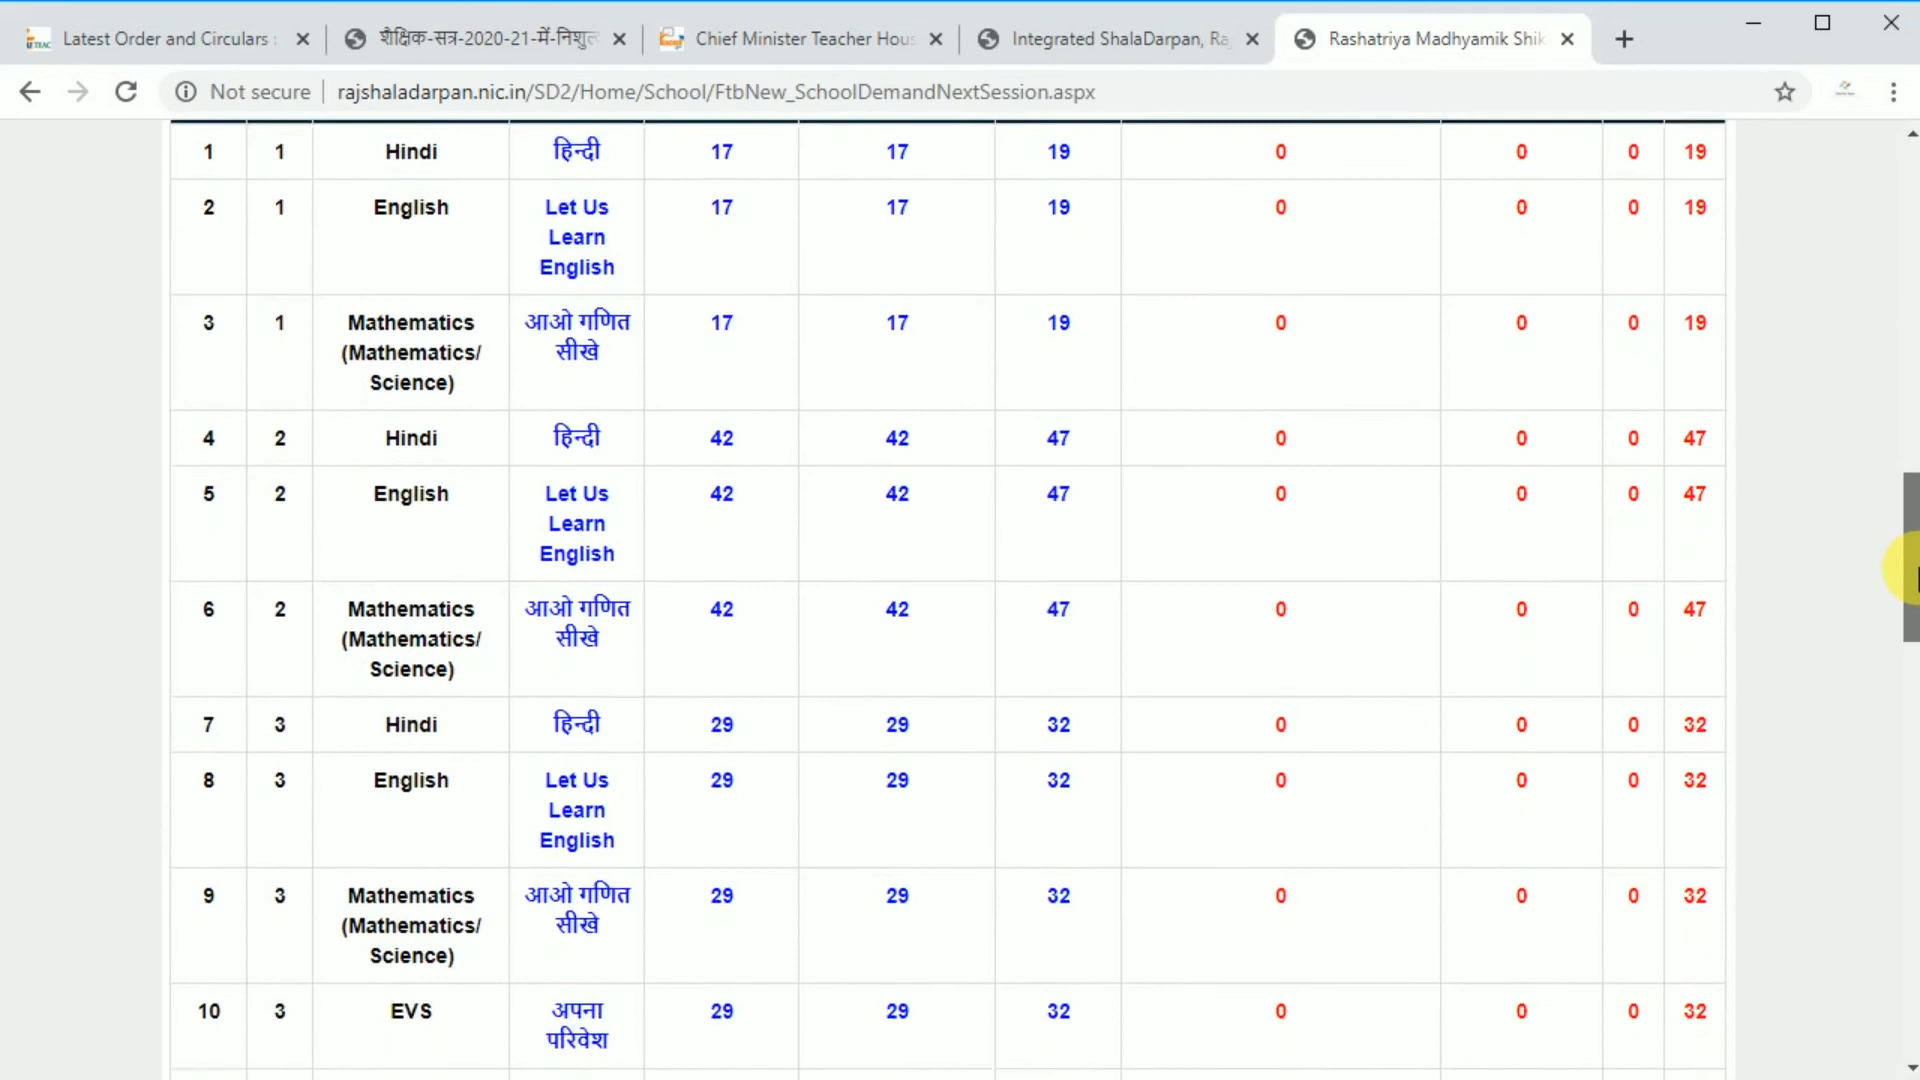 Latest Order and Circulars :
शैक्षिक-सत्र-2020-21-में-निशुल
Chief Minister Teacher Hous
Integrated ShalaDarpan, Raj
Rashatriya Madhyamik Shik
Not secure
rajshaladarpan.nic.in/SD2/Home/School/FtbNew_SchoolDemandNextSession.aspx
1 1 Hindi हिन्दी 17 17 19 0 0 0 19
2 1 English Let Us 17 17 19 0 0 0 19
Learn
English
3 1 Mathematics आओ गणित 17 17 19 0 0 0 19
(Mathematics/ सीखे
Science)
4 2 Hindi हिन्दी 42 42 47 0 0 0 47
5 2 English Let Us 42 42 47 0 0 0 47
Learn
English
6 2 Mathematics आओ गणित 42 42 47 0 0 0 47
(Mathematics/ सीखे
Science)
7 3 Hindi हिन्दी 29 29 32 0 0 0 32
8 3 English Let Us 29 29 32 0 0 0 32
Learn
English
9 3 Mathematics आओ गणित 29 29 32 0 0 0 32
(Mathematics/ सीखे
Science)
10 3 EVS अपना 29 29 32 0 0 0 32
परिवेश